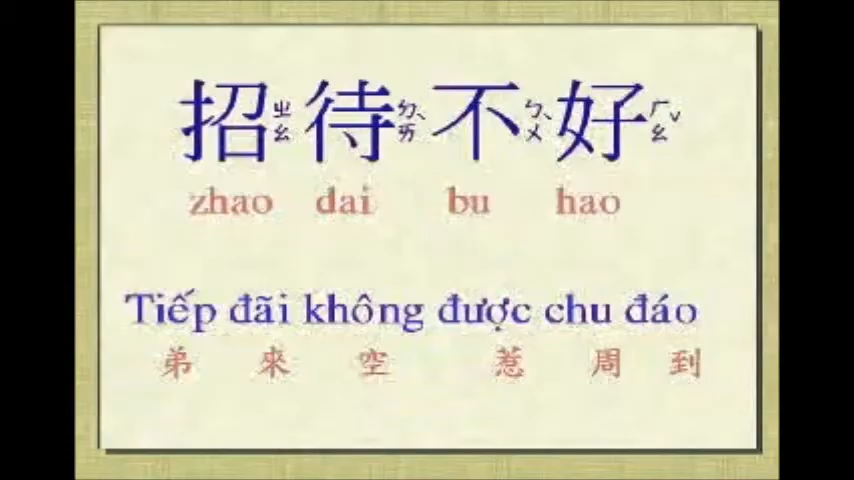 招ㄓㄠ待ㄉㄞˋ不ㄅㄨˋ好ㄏㄠˇ
zhao dai bu hao
Tiếp đãi không được chu đáo
弟 來 空 惹 周 到